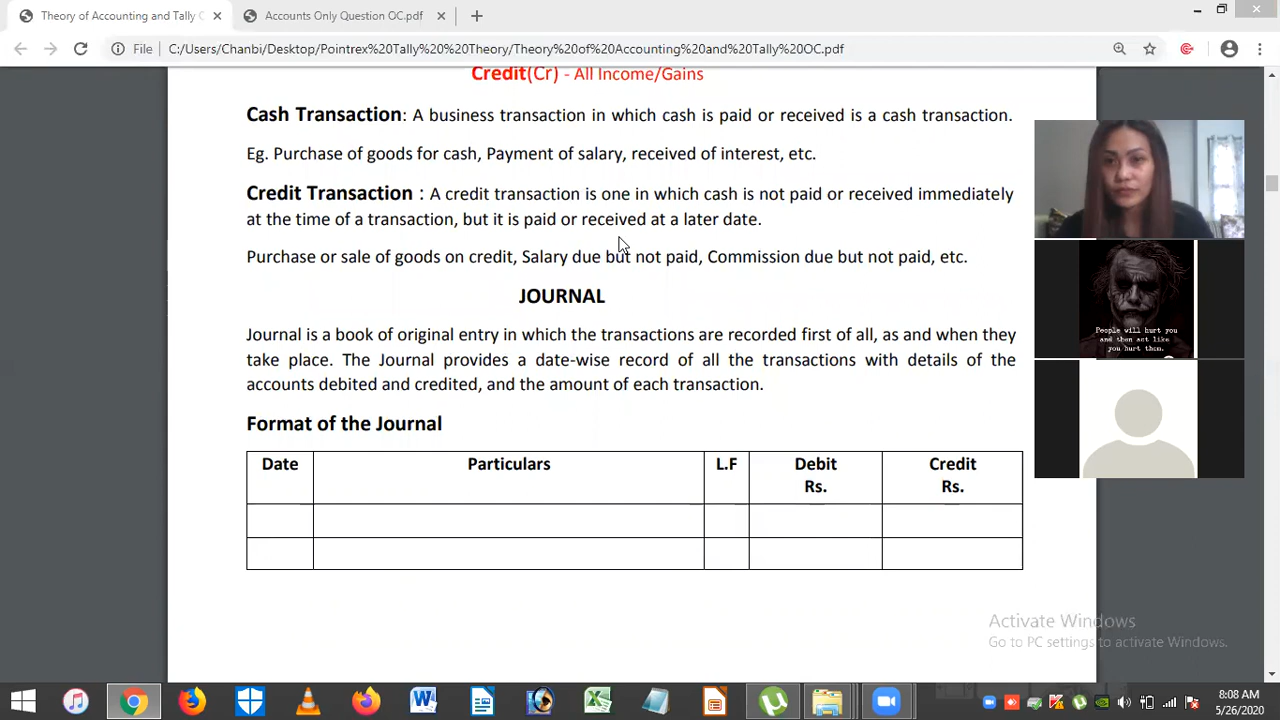 Theory of Accounting and Tally
Accounts Only Question OC.pdf
File C:/Users/Chanbi/Desktop/Pointrex%20Tally%20%20Theory/Theory%20of%20Accounting%20and%20Tally%20OC.pdf
Credit(Cr) - All Income/Gains
Cash Transaction: A business transaction in which cash is paid or received is a cash transaction.
Eg. Purchase of goods for cash, Payment of salary, received of interest, etc.
Credit Transaction : A credit transaction is one in which cash is not paid or received immediately
at the time of a transaction, but it is paid or received at a later date.
Purchase or sale of goods on credit, Salary due but not paid, Commission due but not paid, etc.
JOURNAL
Journal is a book of original entry in which the transactions are recorded first of all, as and when they
take place. The Journal provides a date-wise record of all the transactions with details of the
accounts debited and credited, and the amount of each transaction.
Format of the Journal
Date Particulars L.F Debit Credit
Rs. Rs.
People will hurt you
and then act like
you hurt them.
Activate Windows
Go to PC settings to activate Windows.
8:08 AM
5/26/2020